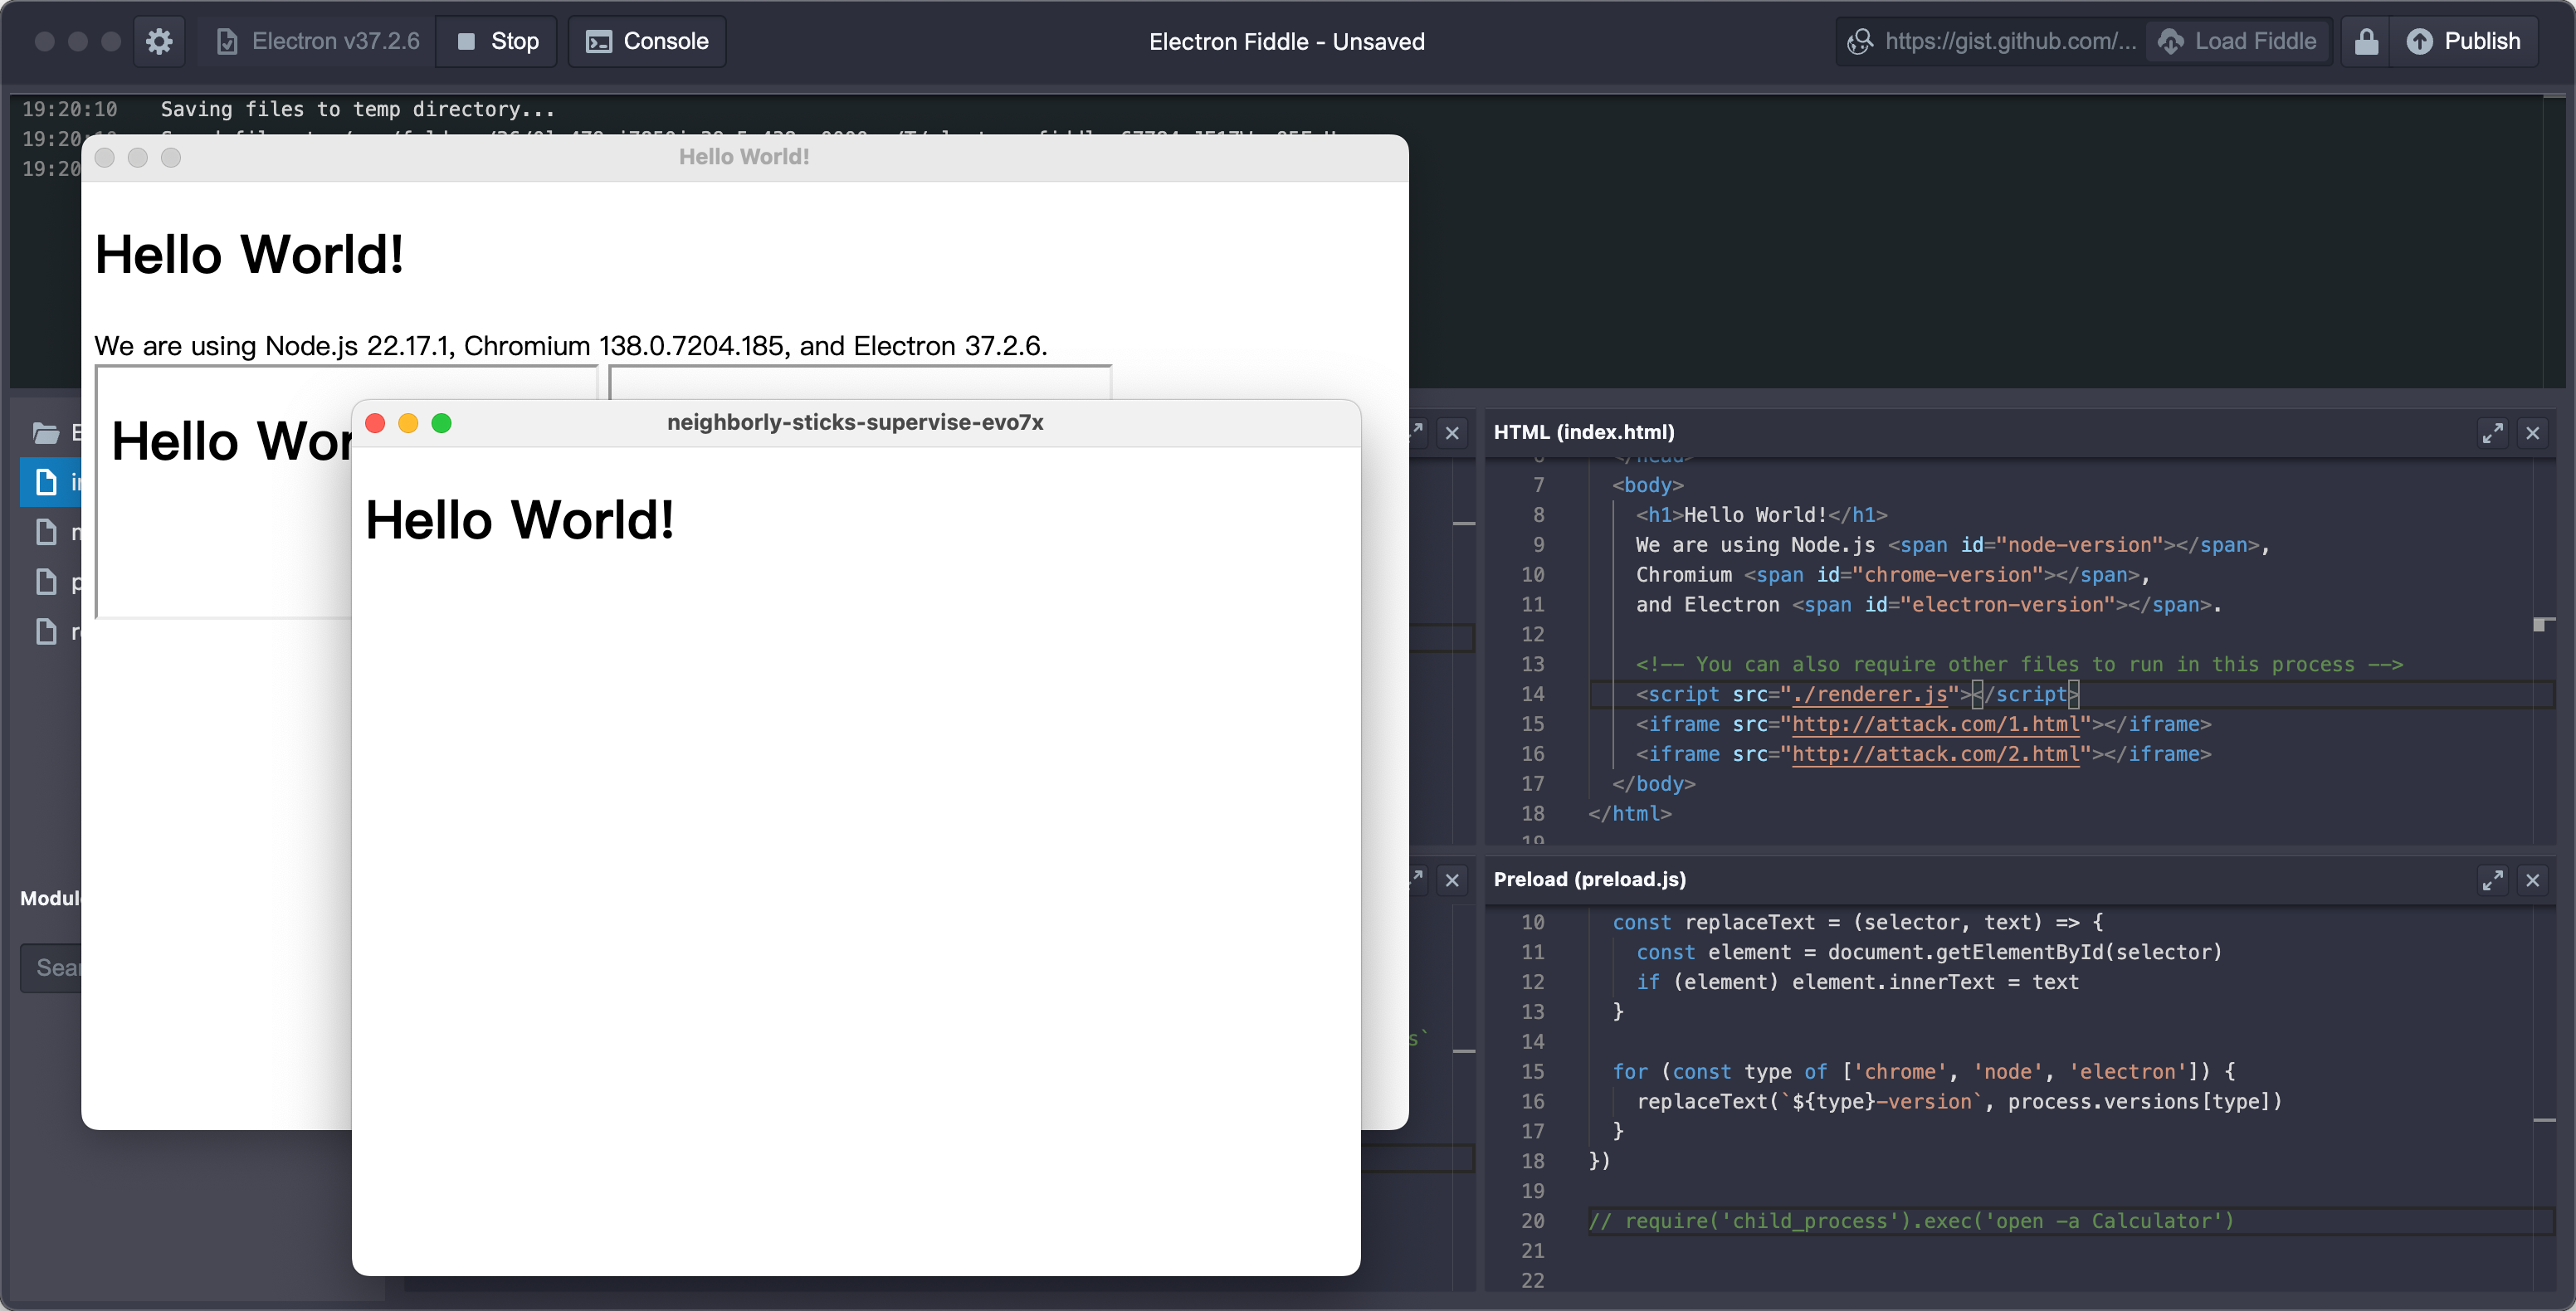 Electron v37.2.6
Stop
Console
Electron Fiddle - Unsaved
https://gist.github.com/...
Load Fiddle
Publish
19:20:10 Saving files to temp directory...
19:20
19:20
Hello World!
Hello World!
We are using Node.js 22.17.1, Chromium 138.0.7204.185, and Electron 37.2.6.
Hello Wor
neighborly-sticks-supervise-evo7x
Hello World!
Modul
Sear
HTML (index.html)
7 <body>
8 <h1>Hello World!</h1>
9 We are using Node.js <span id="node-version"></span>,
10 Chromium <span id="chrome-version"></span>,
11 and Electron <span id="electron-version"></span>.
12
13 <!-- You can also require other files to run in this process -->
14 <script src="./renderer.js"></script>
15 <iframe src="http://attack.com/1.html"></iframe>
16 <iframe src="http://attack.com/2.html"></iframe>
17 </body>
18 </html>
19
s`
Preload (preload.js)
10 const replaceText = (selector, text) => {
11 const element = document.getElementById(selector)
12 if (element) element.innerText = text
13 }
14
15 for (const type of ['chrome', 'node', 'electron']) {
16 replaceText(`${type}-version`, process.versions[type])
17 }
18 })
19
20 // require('child_process').exec('open -a Calculator')
21
22